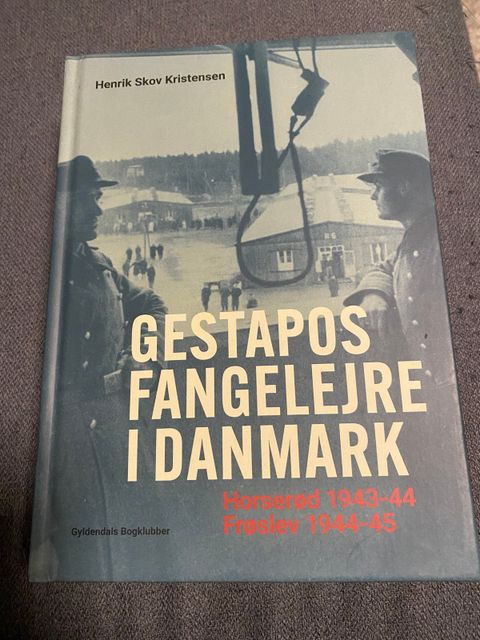 Henrik Skov Kristensen
GESTAPOS
FANGELEJRE
I DANMARK
Horserød 1943-44
Frøslev 1944-45
Gyldendals Bogklubber